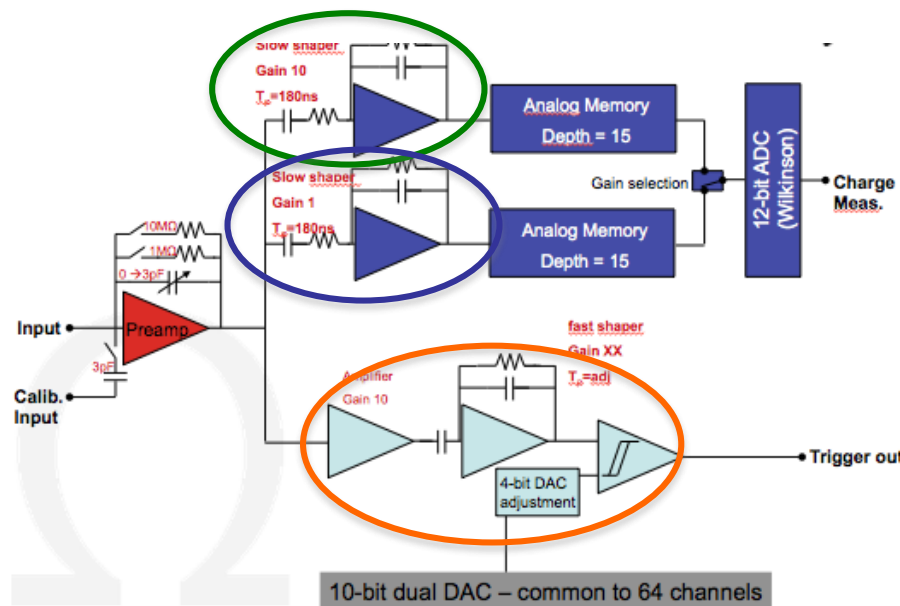 Slow shaper
Gain 10
Tp=180ns
Analog Memory
Depth = 15
12-bit ADC
(Wilkinson)
Gain selection
Charge
Meas.
Slow shaper
Gain 1
Tp=180ns
Analog Memory
Depth = 15
10MΩ
1MΩ
0 →3pF
Input
Preamp
3pF
Calib.
Input
fast shaper
Gain XX
Tp=adj
Amplifier
Gain 10
4-bit DAC
adjustment
Trigger out
10-bit dual DAC – common to 64 channels